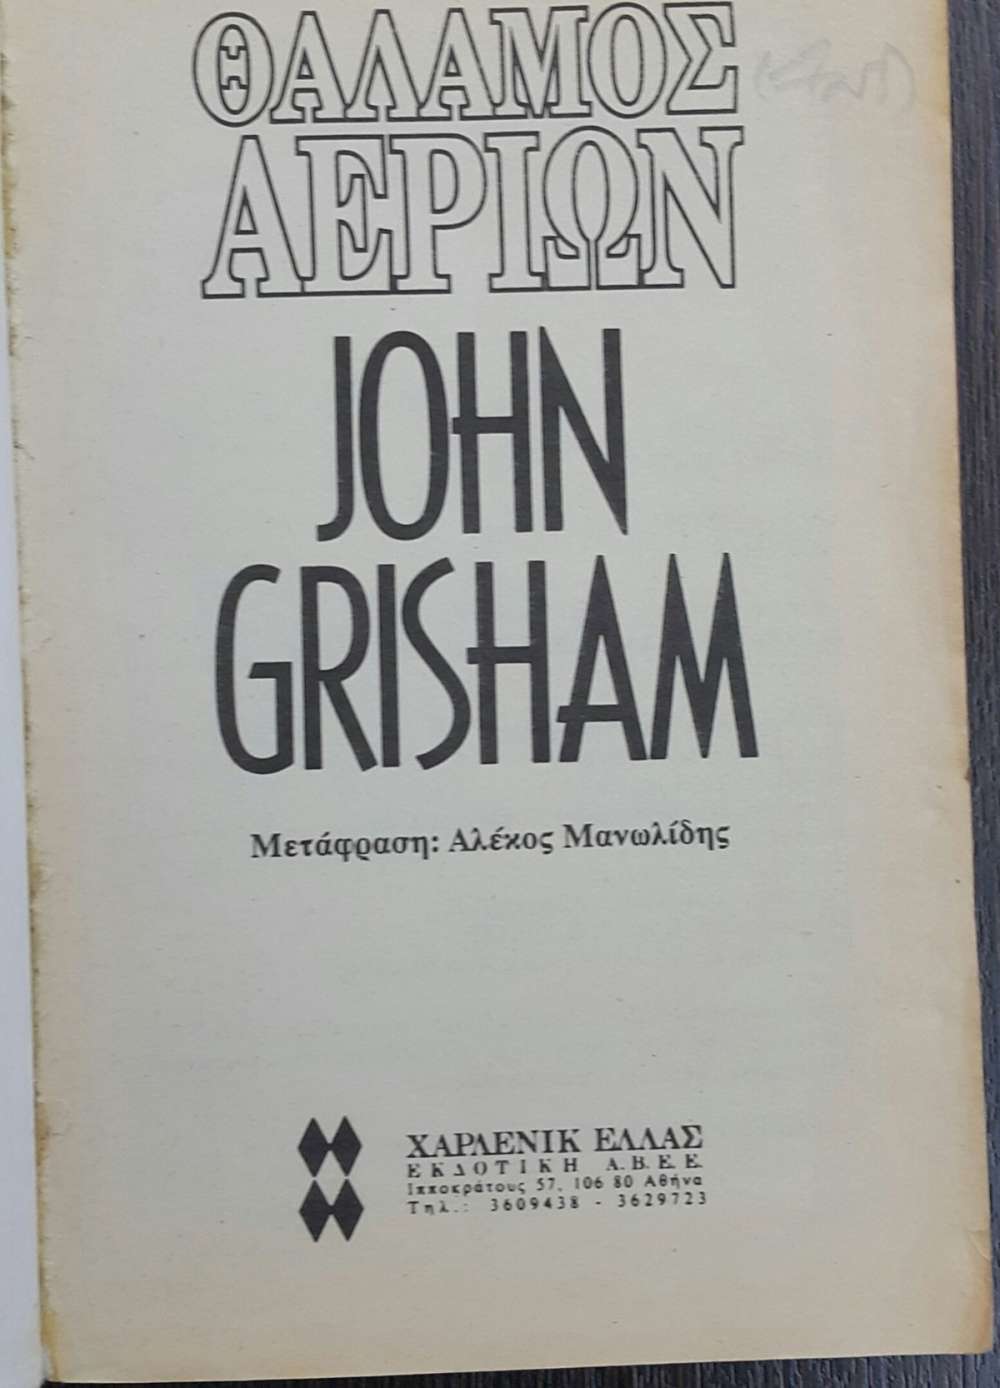 ΘΑΛΑΜΟΣ
ΑΕΡΙΩΝ
JOHN
GRISHAM
Μετάφραση: Αλέκος Μανωλίδης
ΧΑΡΛΕΝΙΚ ΕΛΛΑΣ
ΕΚΔΟΤΙΚΗ Α.Β.Ε.Ε.
Ιπποκράτους 57, 106 80 Αθήνα
Τηλ.: 3609438 - 3629723